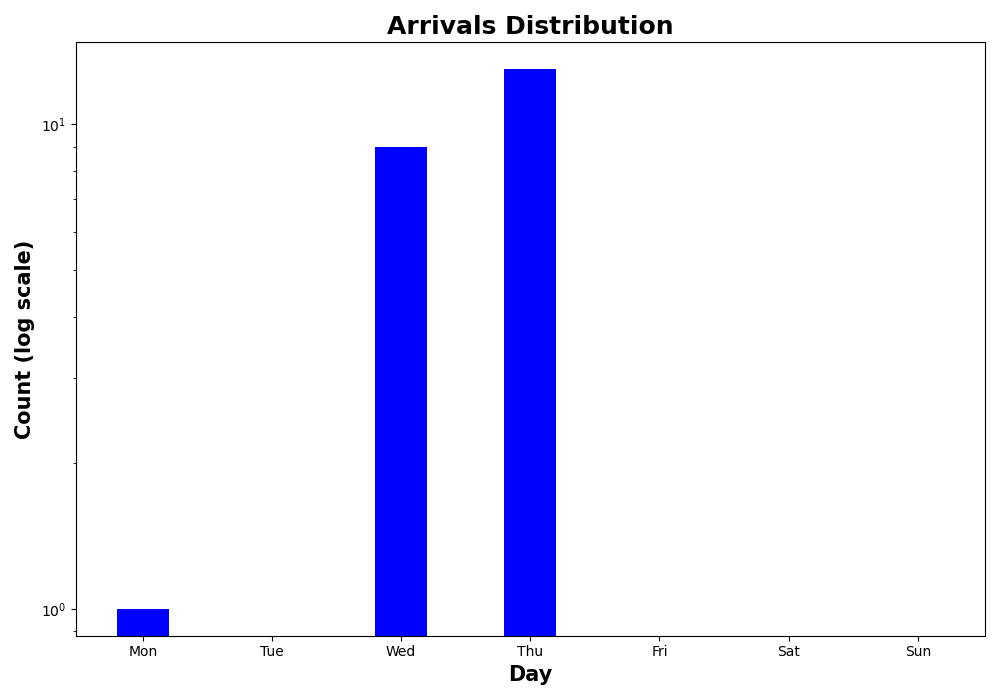 Arrivals Distribution
Count (log scale)
10¹
10⁰
Mon Tue Wed Thu Fri Sat Sun
Day